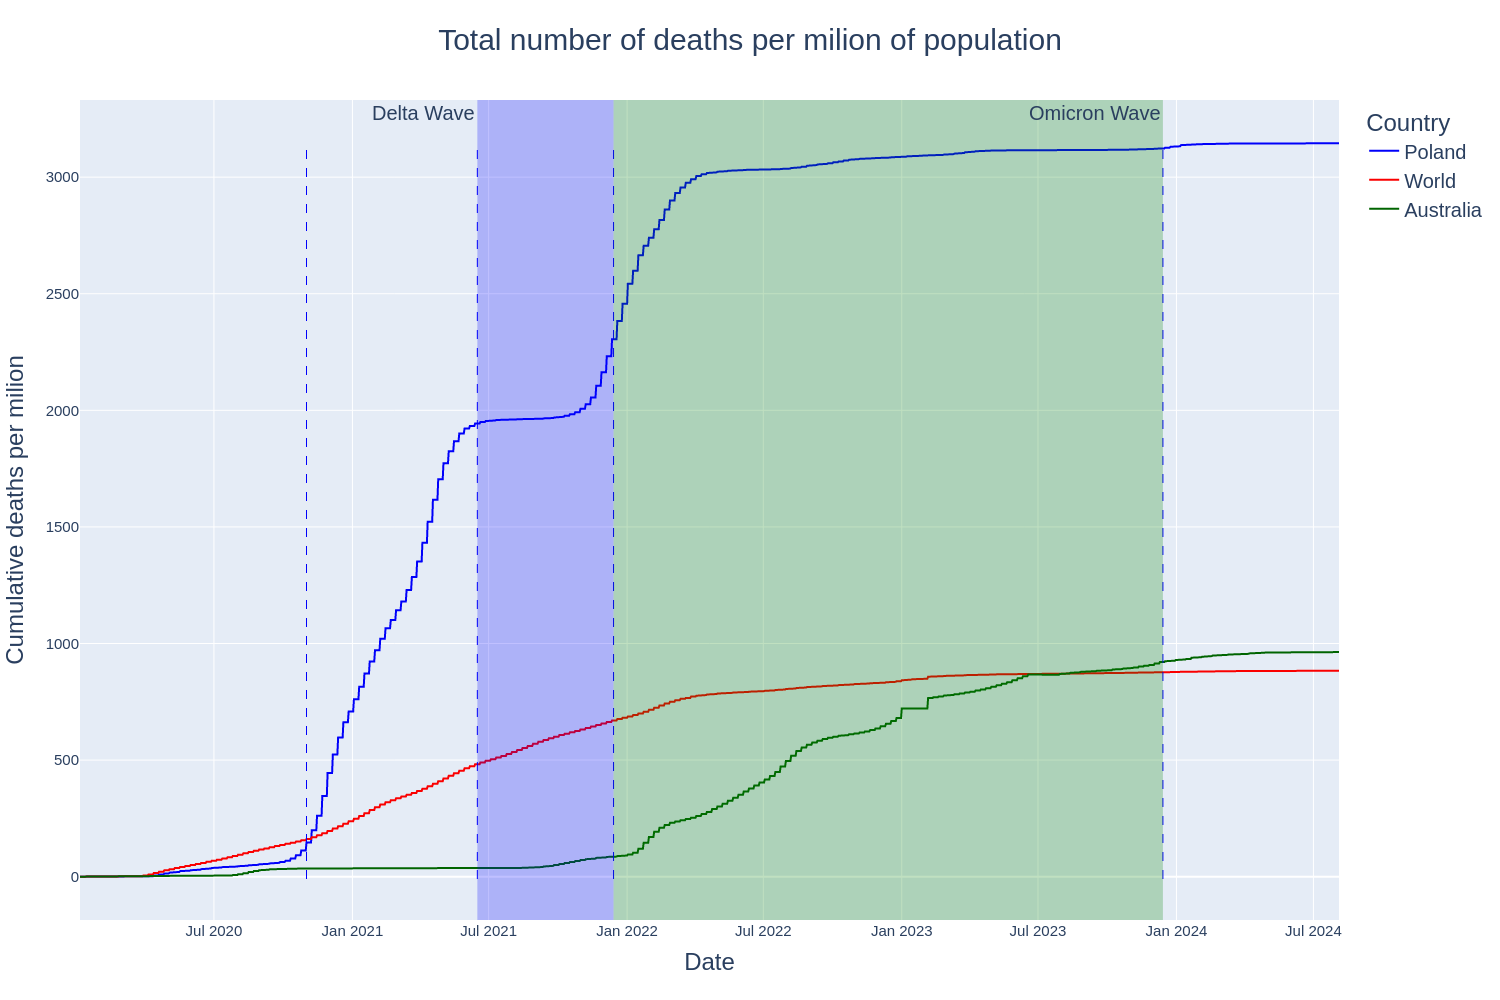 Total number of deaths per milion of population
Delta Wave
Omicron Wave
Country
Poland
World
Australia
Cumulative deaths per milion
3000
2500
2000
1500
1000
500
0
Jul 2020
Jan 2021
Jul 2021
Jan 2022
Jul 2022
Jan 2023
Jul 2023
Jan 2024
Jul 2024
Date